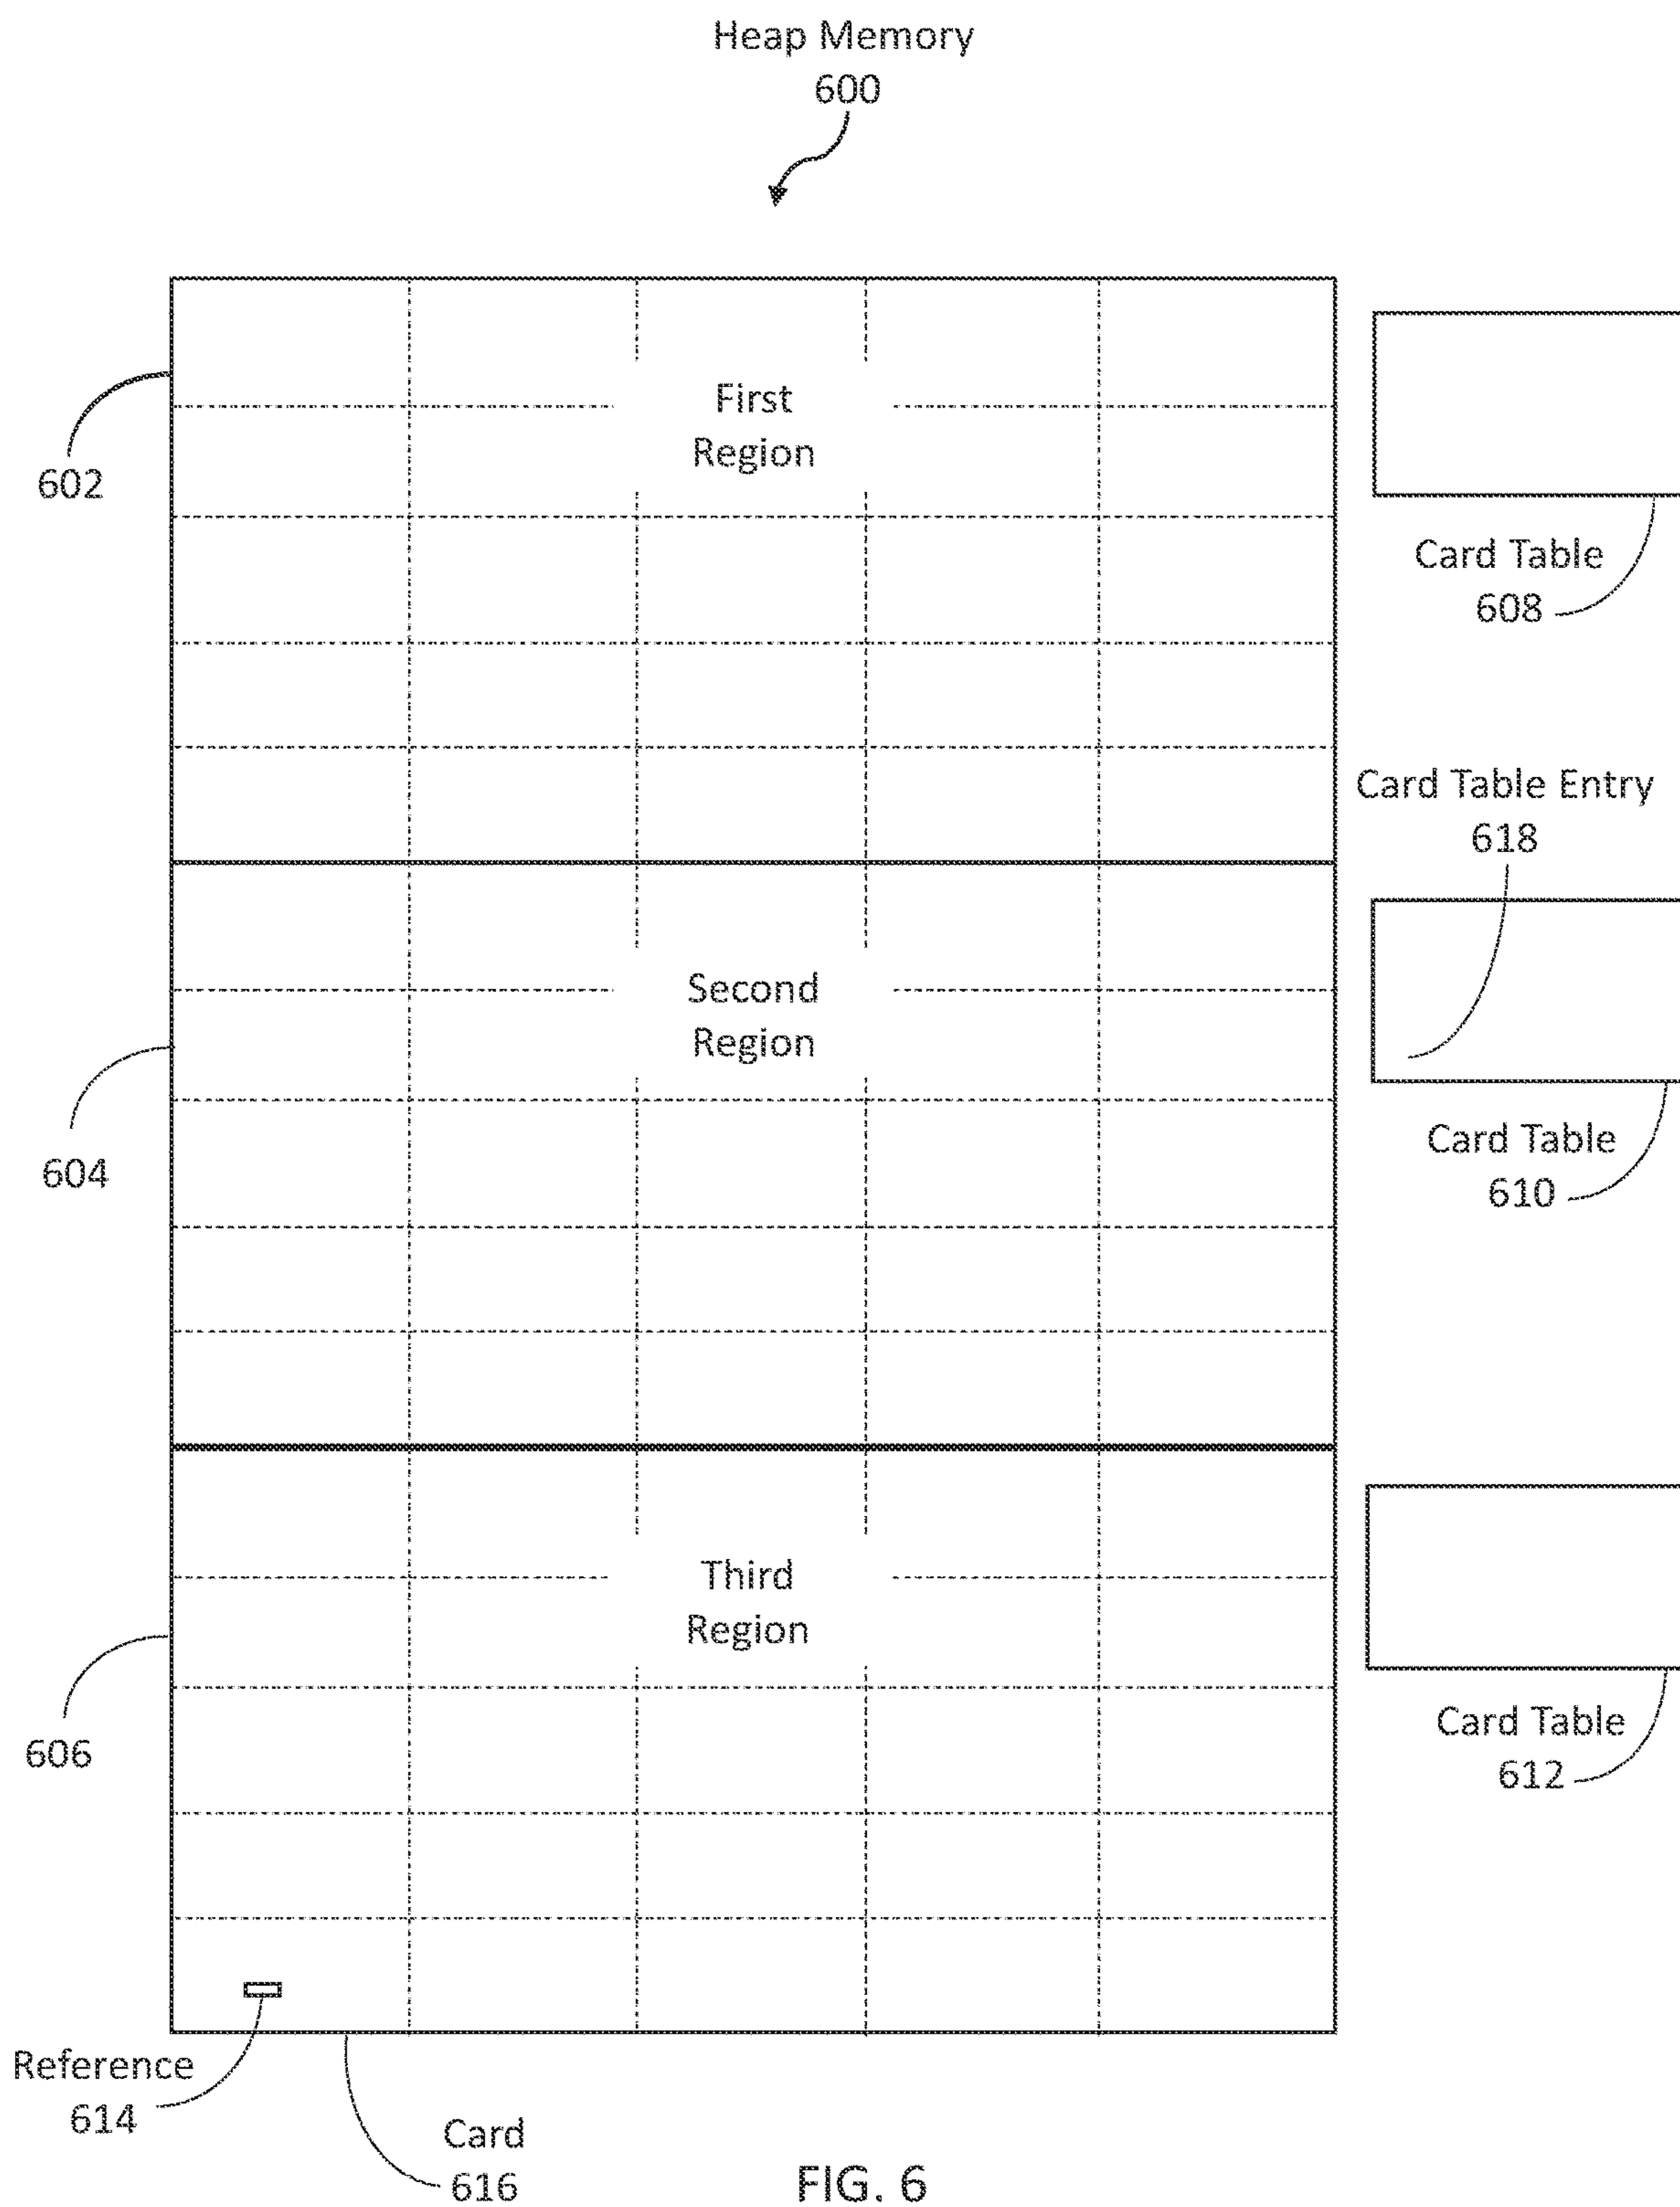 Heap Memory
600
First
Region
602
Card Table
608
Card Table Entry
618
Second
Region
604
Card Table
610
Third
Region
606
Card Table
612
Reference
614
Card
616
FIG. 6